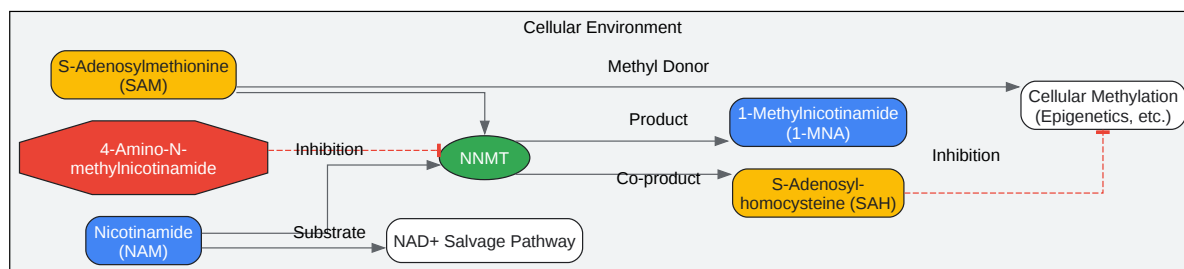 Cellular Environment
S-Adenosylmethionine
(SAM)
Methyl Donor
Cellular Methylation
(Epigenetics, etc.)
4-Amino-N-
methylnicotinamide
Inhibition
NNMT
Product
1-Methylnicotinamide
(1-MNA)
Inhibition
Co-product
S-Adenosyl-
homocysteine (SAH)
Nicotinamide
(NAM)
Substrate
NAD+ Salvage Pathway